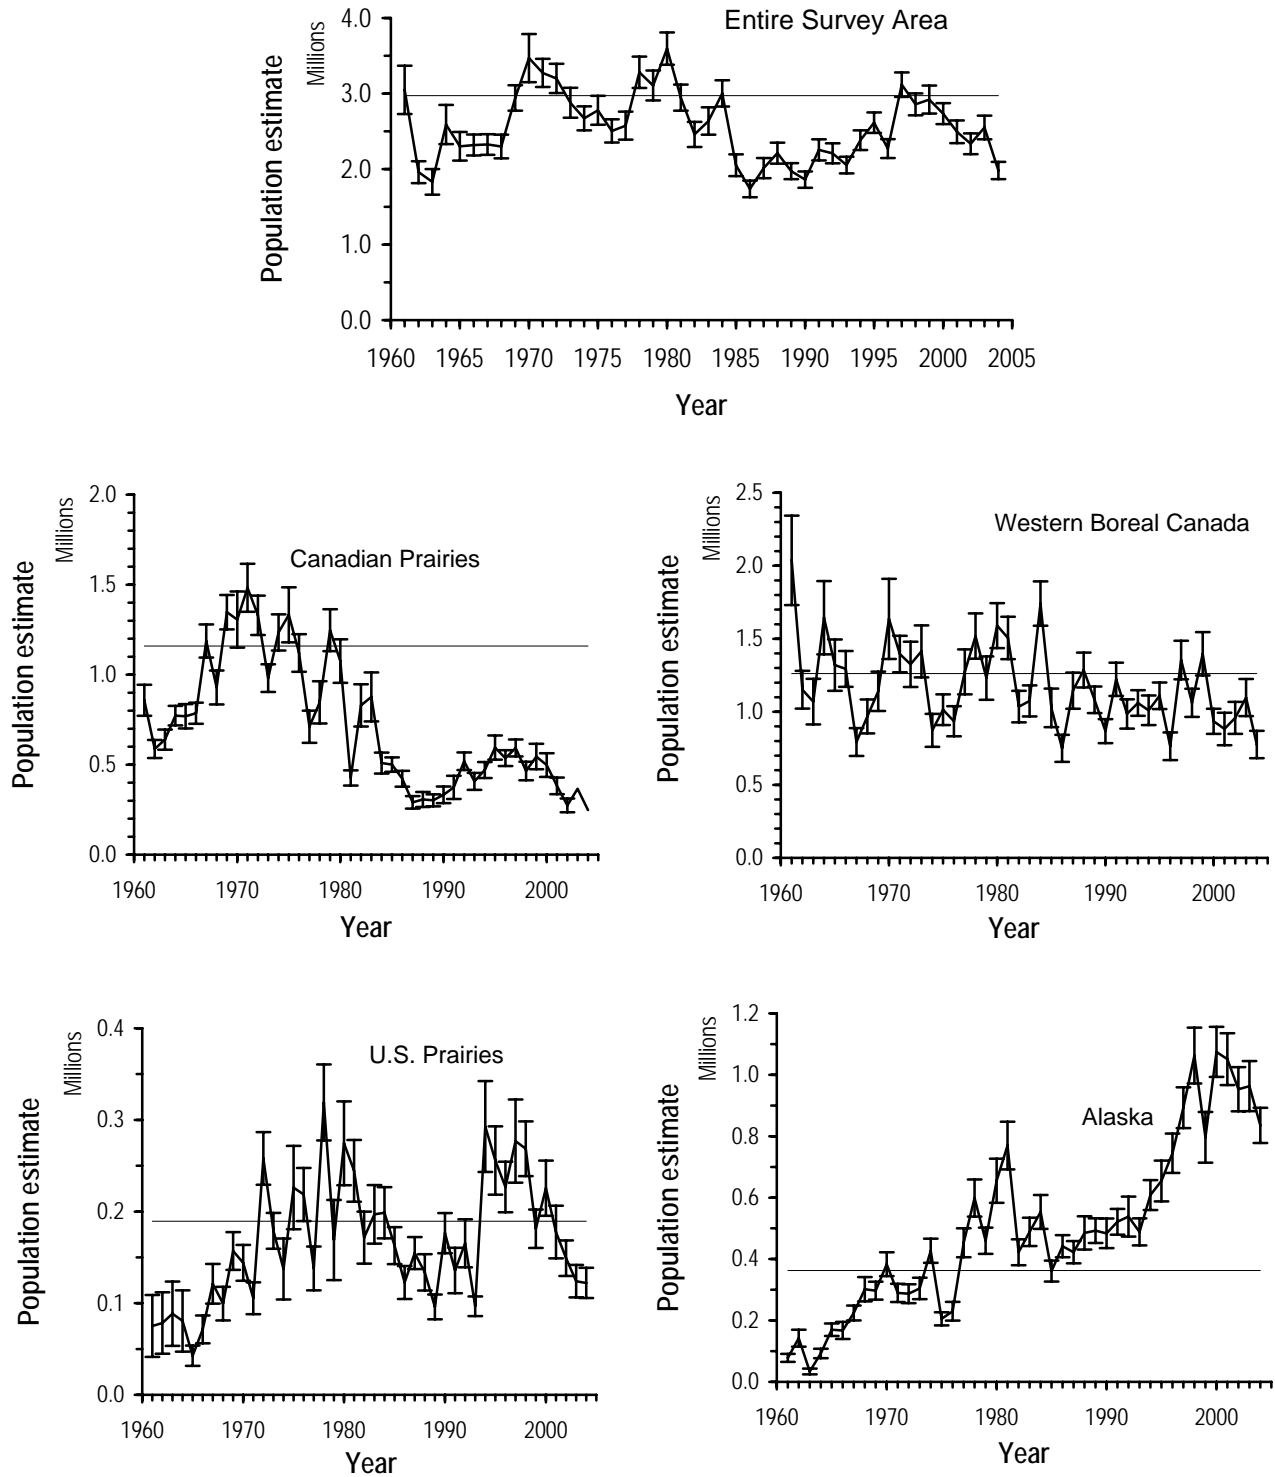 Entire Survey Area
Millions
Population estimate
4.0
3.0
2.0
1.0
0.0
1960 1965 1970 1975 1980 1985 1990 1995 2000 2005
Year
Canadian Prairies
Millions
Population estimate
2.0
1.5
1.0
0.5
0.0
1960 1970 1980 1990 2000
Year
Western Boreal Canada
Millions
Population estimate
2.5
2.0
1.5
1.0
0.5
0.0
1960 1970 1980 1990 2000
Year
U.S. Prairies
Millions
Population estimate
0.4
0.3
0.2
0.1
0.0
1960 1970 1980 1990 2000
Year
Alaska
Millions
Population estimate
1.2
1.0
0.8
0.6
0.4
0.2
0.0
1960 1970 1980 1990 2000
Year